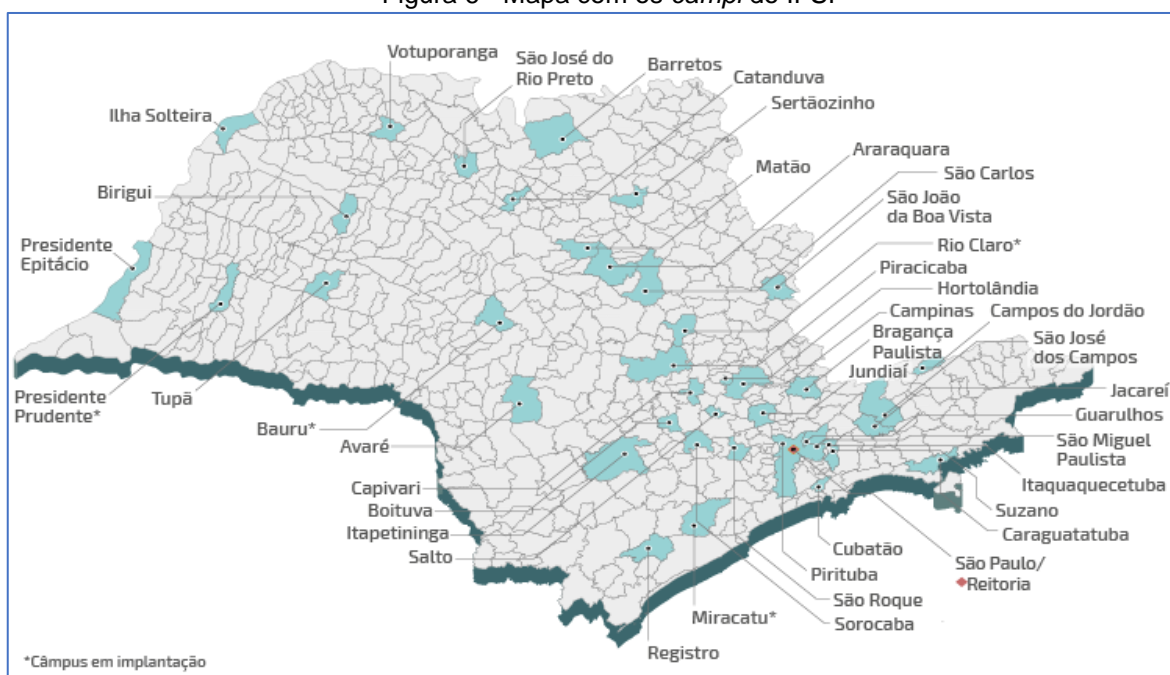 Votuporanga
São José do
Rio Preto
Barretos
Catanduva
Sertãozinho
Ilha Solteira
Matão
Araraquara
São Carlos
São João
da Boa Vista
Birigui
Rio Claro*
Presidente
Epitácio
Piracicaba
Hortolândia
Campinas
Campos do Jordão
Bragança
Paulista
São José
dos Campos
Jundiaí
Jacareí
Presidente
Prudente*
Tupã
Guarulhos
Bauru*
Avaré
São Miguel
Paulista
Itaquaquecetuba
Capivari
Boituva
Suzano
Itapetininga
Caraguatatuba
Salto
Cubatão
São Paulo/
Reitoria
Pirituba
São Roque
Miracatu*
Sorocaba
Registro
*Câmpus em implantação